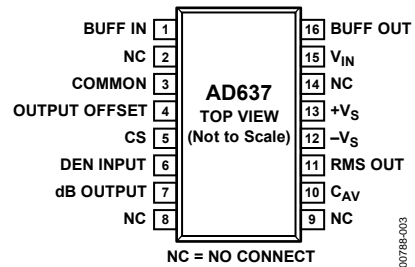 BUFF IN 1 16 BUFF OUT
NC 2 15 VIN
COMMON 3 14 NC
AD637
OUTPUT OFFSET 4 TOP VIEW 13 +VS
CS 5 (Not to Scale) 12 –VS
DEN INPUT 6 11 RMS OUT
dB OUTPUT 7 10 CAV
NC 8 9 NC
NC = NO CONNECT
00788-003